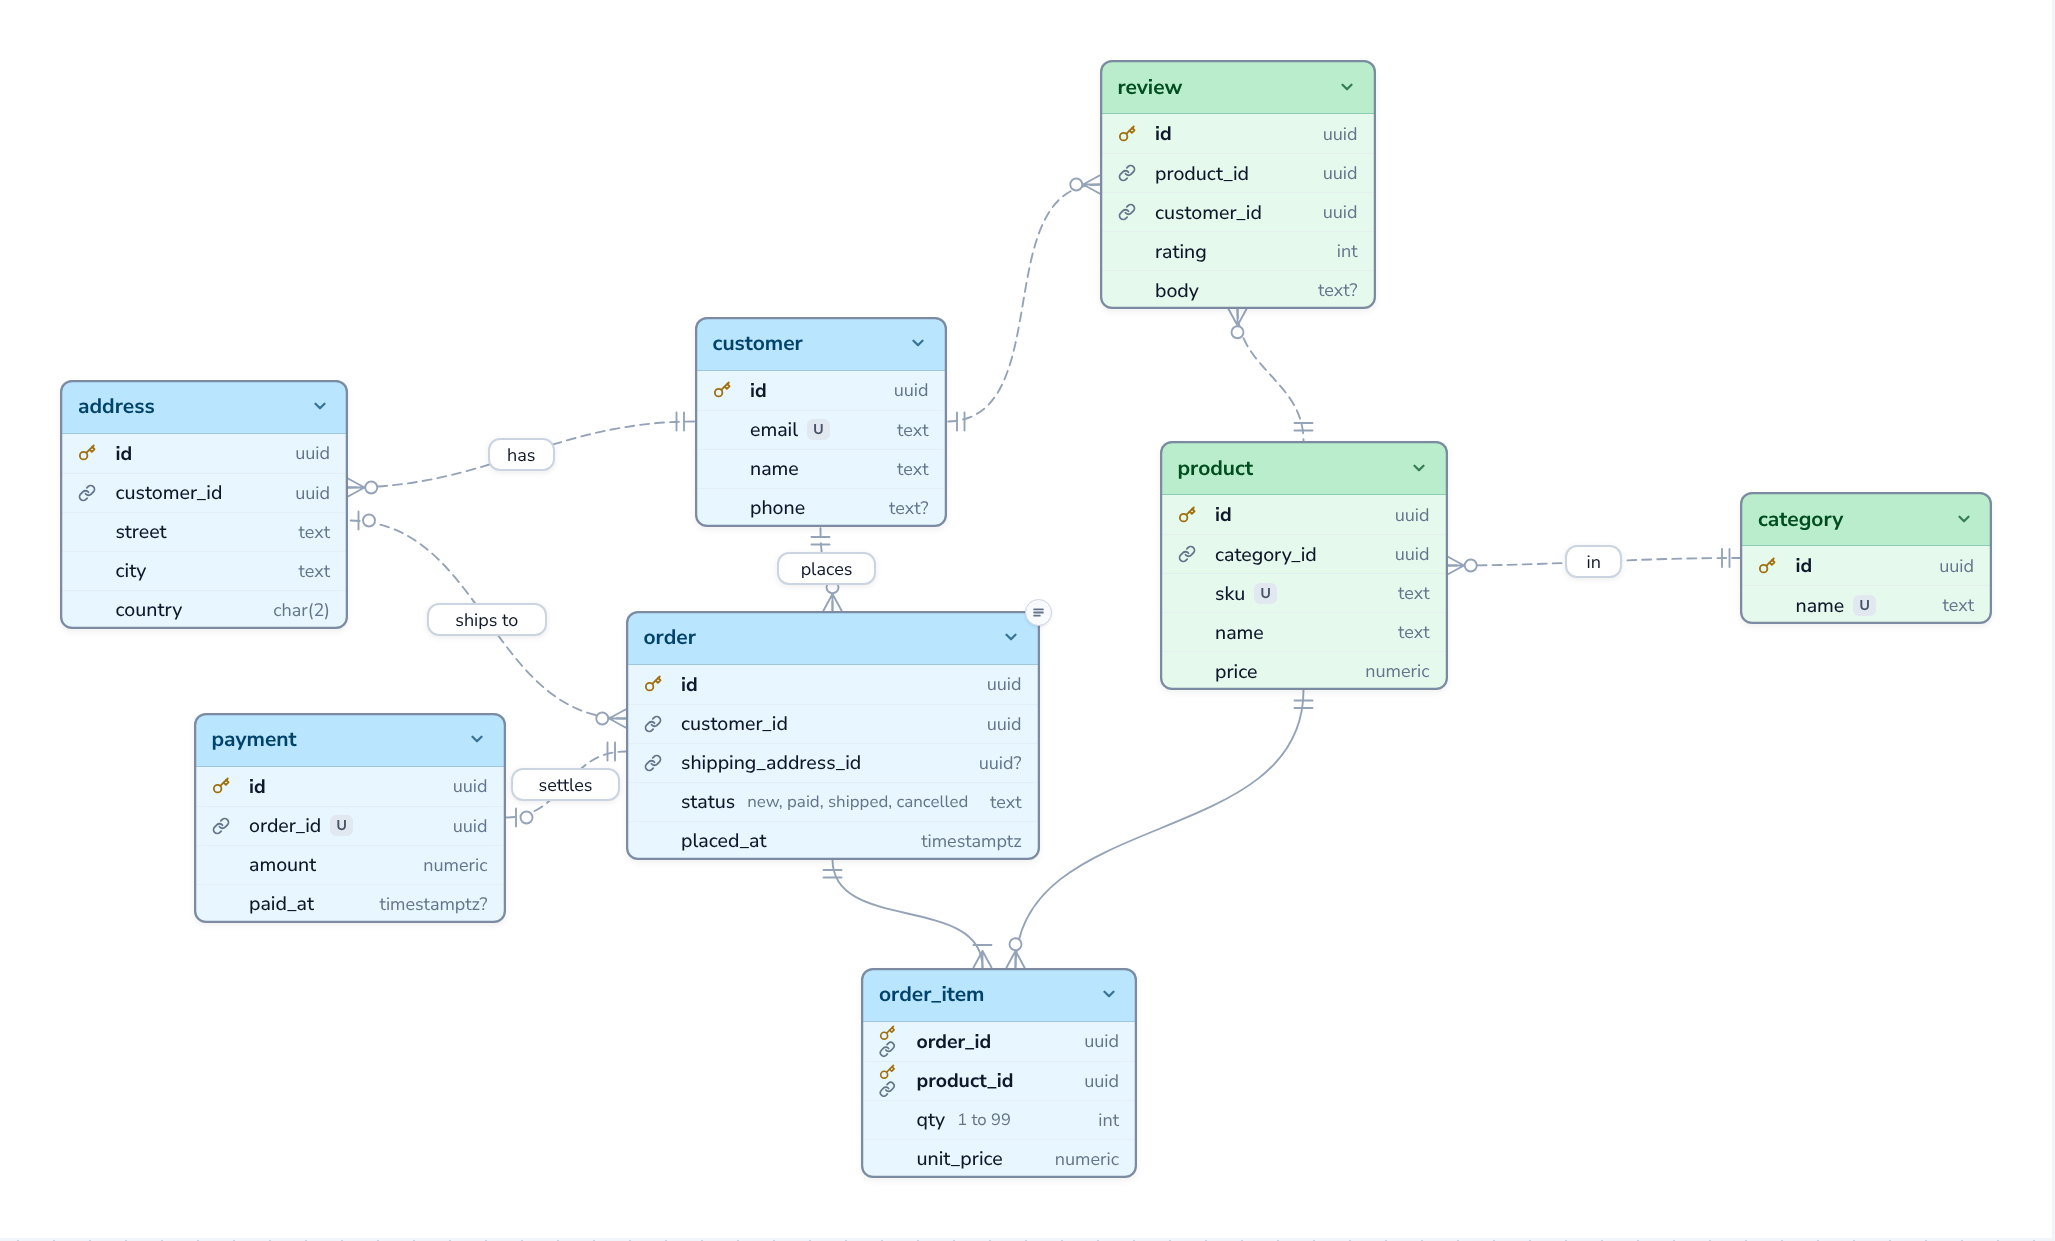 review
id uuid
product_id uuid
customer_id uuid
rating int
body text?
customer
id uuid
email U text
name text
phone text?
address
id uuid
customer_id uuid
street text
city text
country char(2)
has
places
ships to
product
id uuid
category_id uuid
sku U text
name text
price numeric
in
category
id uuid
name U text
order
id uuid
customer_id uuid
shipping_address_id uuid?
status new, paid, shipped, cancelled text
placed_at timestamptz
payment
id uuid
order_id U uuid
amount numeric
paid_at timestamptz?
settles
order_item
order_id uuid
product_id uuid
qty 1 to 99 int
unit_price numeric